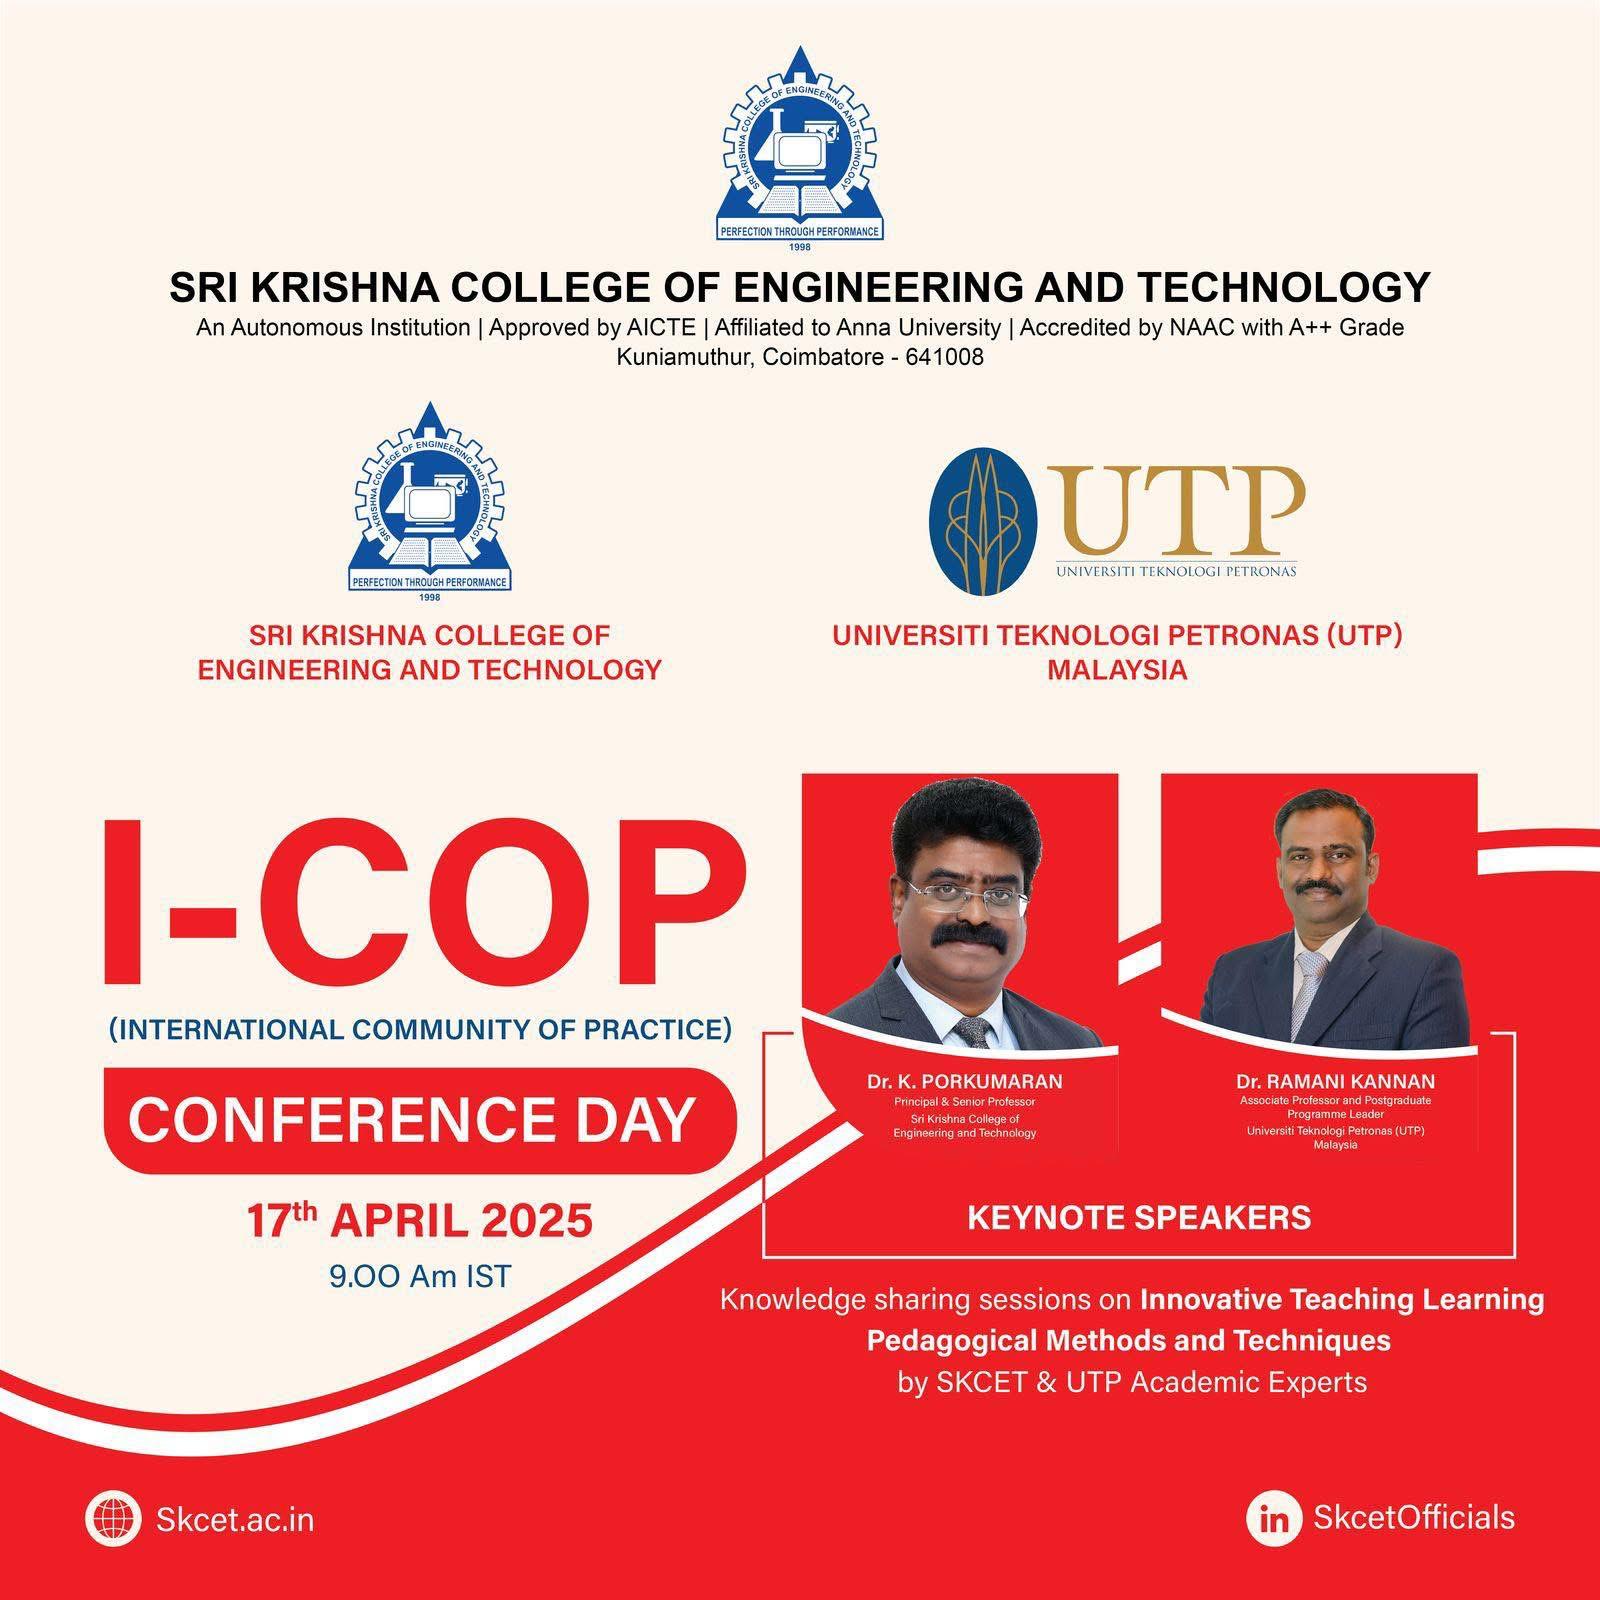 SRI KRISHNA COLLEGE OF ENGINEERING AND TECHNOLOGY
PERFECTION THROUGH PERFORMANCE
1998
SRI KRISHNA COLLEGE OF ENGINEERING AND TECHNOLOGY
An Autonomous Institution | Approved by AICTE | Affiliated to Anna University | Accredited by NAAC with A++ Grade
Kuniamuthur, Coimbatore - 641008
SRI KRISHNA COLLEGE OF ENGINEERING AND TECHNOLOGY
PERFECTION THROUGH PERFORMANCE
1998
SRI KRISHNA COLLEGE OF
ENGINEERING AND TECHNOLOGY
UTP
UNIVERSITI TEKNOLOGI PETRONAS
UNIVERSITI TEKNOLOGI PETRONAS (UTP)
MALAYSIA
I-COP
(INTERNATIONAL COMMUNITY OF PRACTICE)
CONFERENCE DAY
17th APRIL 2025
9.00 Am IST
Dr. K. PORKUMARAN
Principal & Senior Professor
Sri Krishna College of
Engineering and Technology
Dr. RAMANI KANNAN
Associate Professor and Postgraduate
Programme Leader
Universiti Teknologi Petronas (UTP)
Malaysia
KEYNOTE SPEAKERS
Knowledge sharing sessions on Innovative Teaching Learning
Pedagogical Methods and Techniques
by SKCET & UTP Academic Experts
Skcet.ac.in
in SkcetOfficials